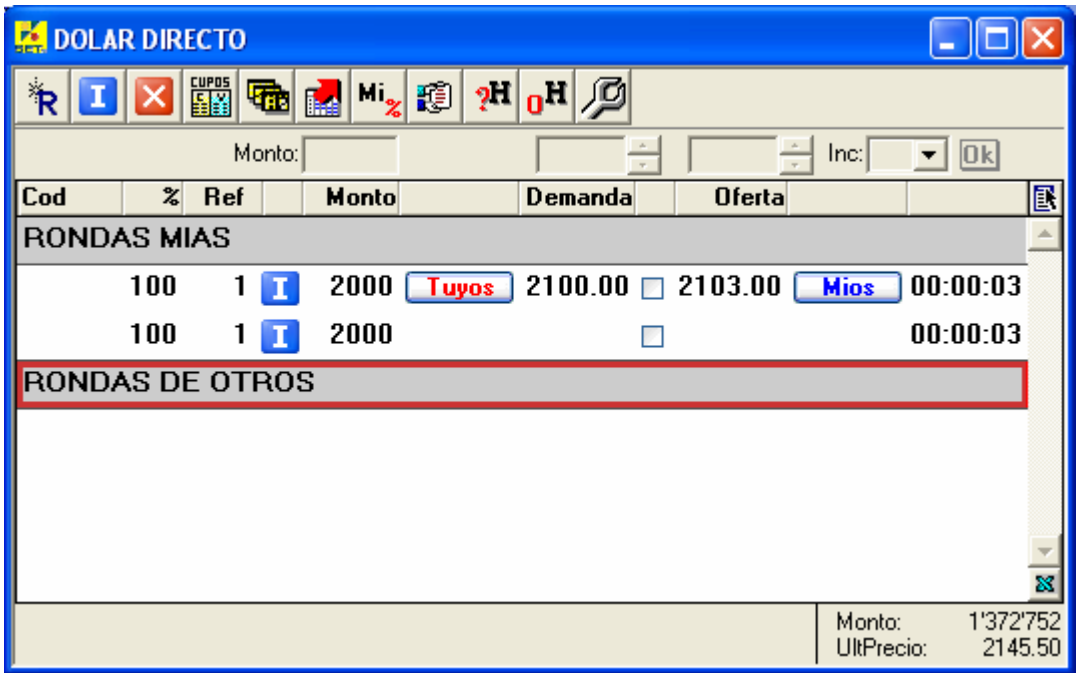 DOLAR DIRECTO
R I CUPOS Mi% ?H 0H
Monto: Inc: Ok
Cod % Ref Monto Demanda Oferta
RONDAS MIAS
100 1 I 2000 Tuyos 2100.00 2103.00 Mios 00:00:03
100 1 I 2000 00:00:03
RONDAS DE OTROS
Monto: 1'372'752
UltPrecio: 2145.50